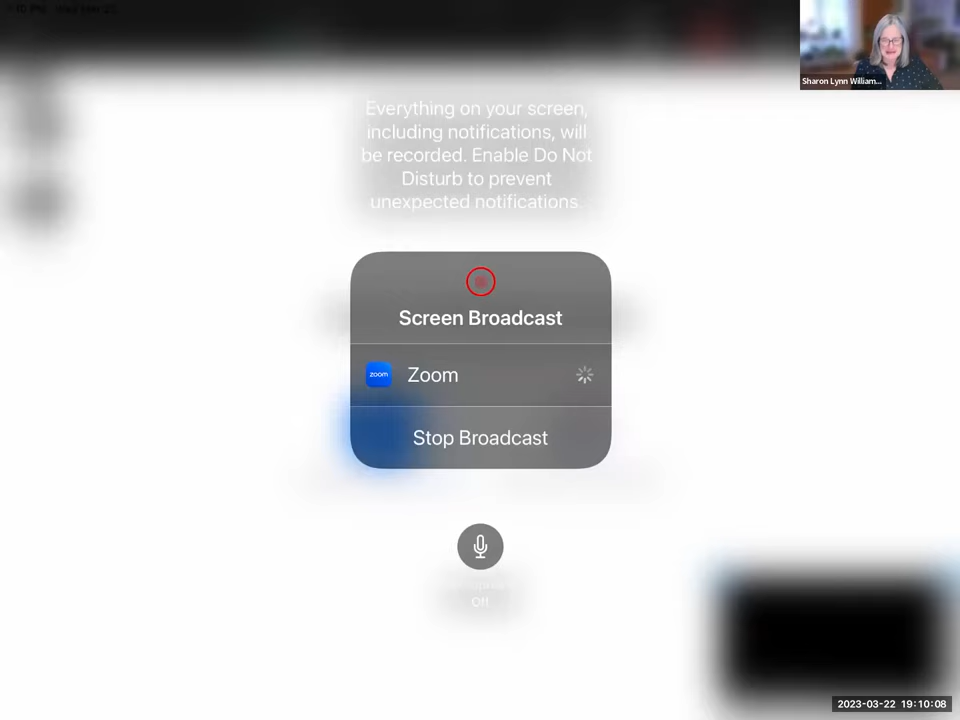 Sharon Lynn William...
Everything on your screen,
including notifications, will
be recorded. Enable Do Not
Disturb to prevent
unexpected notifications.
Screen Broadcast
zoom
Zoom
Stop Broadcast
Off
2023-03-22 19:10:08